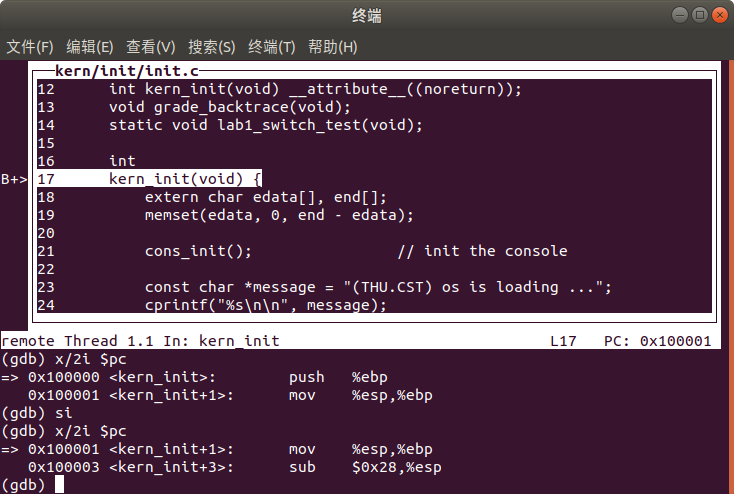 终端
文件(F) 编辑(E) 查看(V) 搜索(S) 终端(T) 帮助(H)
kern/init/init.c
12      int kern_init(void) __attribute__((noreturn));
13      void grade_backtrace(void);
14      static void lab1_switch_test(void);
15
16      int
B+> 17      kern_init(void) {
18          extern char edata[], end[];
19          memset(edata, 0, end - edata);
20
21          cons_init();                // init the console
22
23          const char *message = "(THU.CST) os is loading ...";
24          cprintf("%s\n\n", message);
remote Thread 1.1 In: kern_init                              L17   PC: 0x100001
(gdb) x/2i $pc
=> 0x100000 <kern_init>:        push   %ebp
   0x100001 <kern_init+1>:      mov    %esp,%ebp
(gdb) si
(gdb) x/2i $pc
=> 0x100001 <kern_init+1>:      mov    %esp,%ebp
   0x100003 <kern_init+3>:      sub    $0x28,%esp
(gdb)